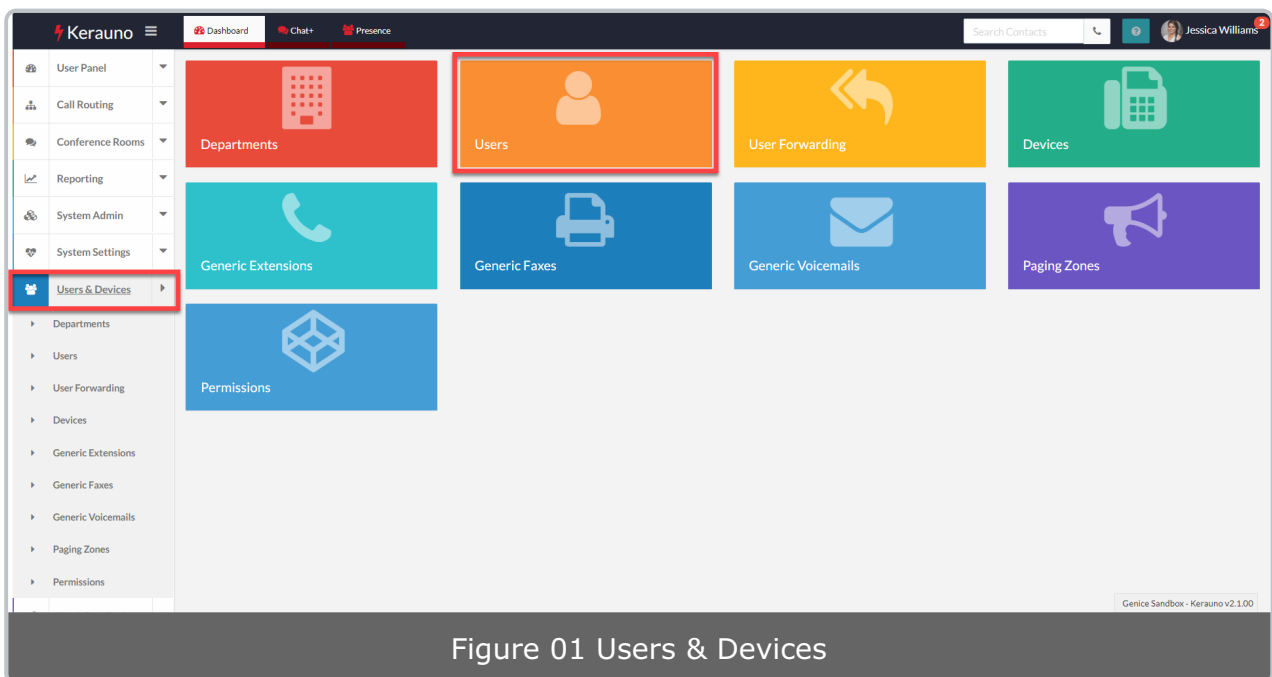 Kerauno
Dashboard
Chat+
Presence
Search Contacts
?
Jessica Williams
2
User Panel
Call Routing
Conference Rooms
Reporting
System Admin
System Settings
Users & Devices
Departments
Users
User Forwarding
Devices
Generic Extensions
Generic Faxes
Generic Voicemails
Paging Zones
Permissions
Departments
Users
User Forwarding
Devices
Generic Extensions
Generic Faxes
Generic Voicemails
Paging Zones
Permissions
Genice Sandbox - Kerauno v2.1.00
Figure 01 Users & Devices